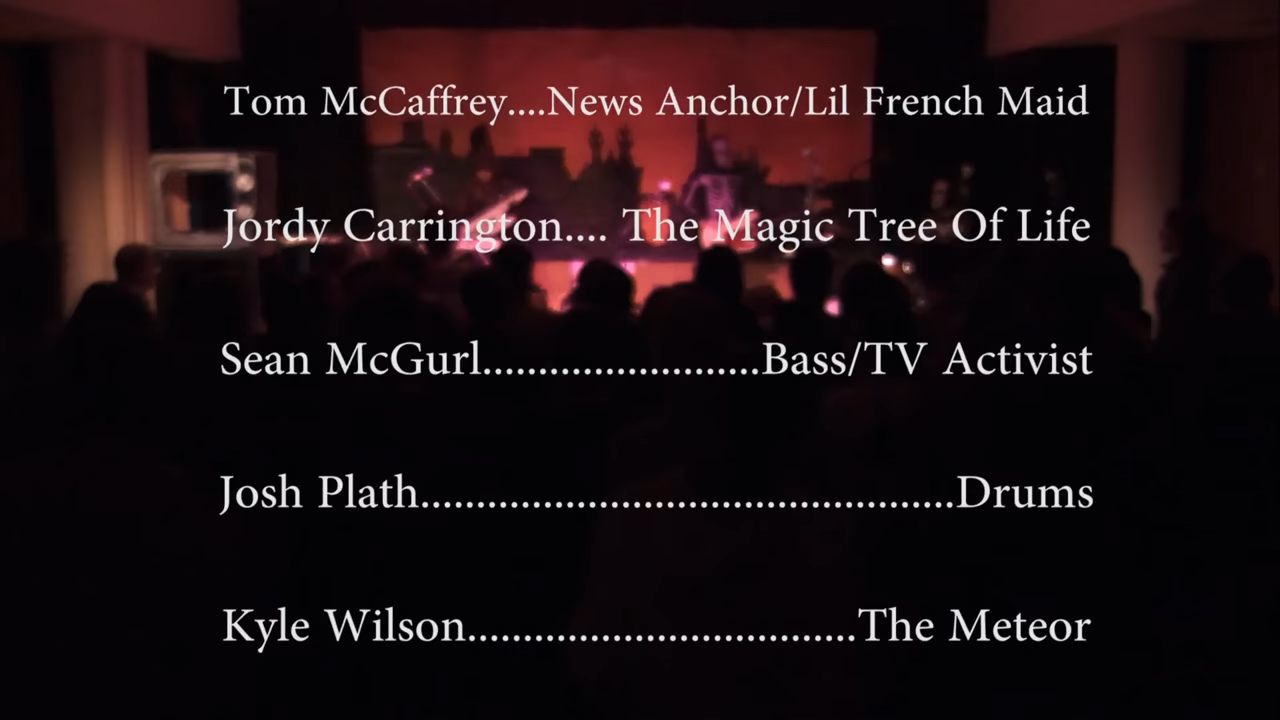 Tom McCaffrey....News Anchor/Lil French Maid
Jordy Carrington.... The Magic Tree Of Life
Sean McGurl.........................Bass/TV Activist
Josh Plath................................................Drums
Kyle Wilson...................................The Meteor